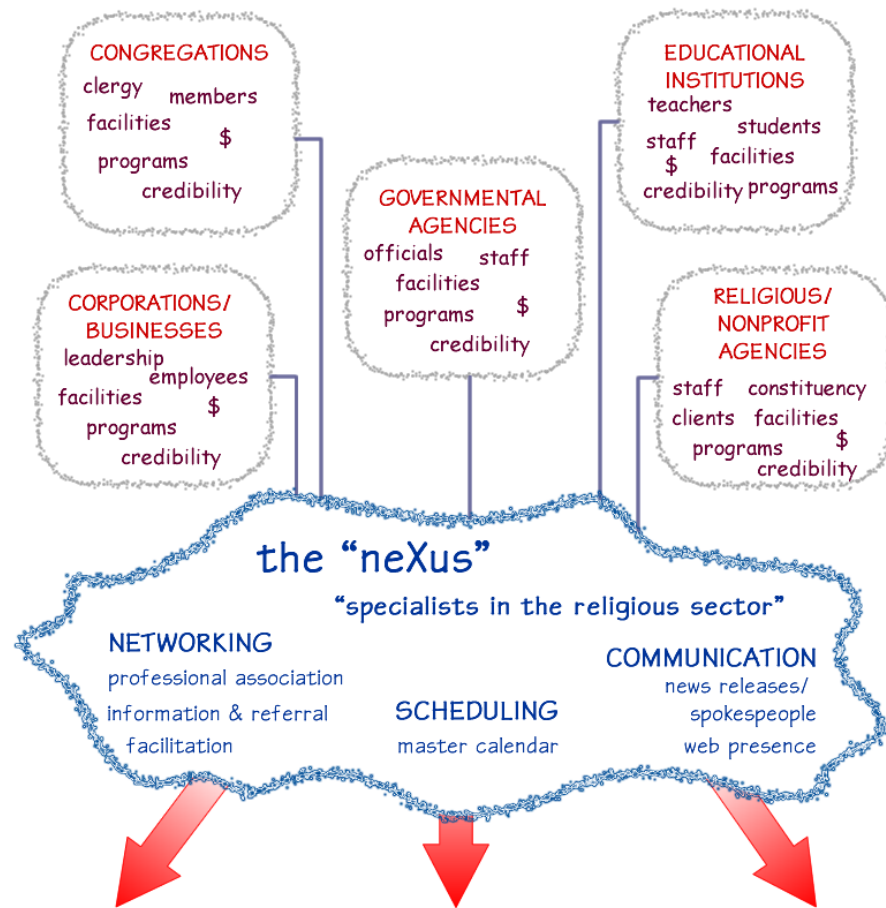 CONGREGATIONS
clergy members
facilities
$
programs
credibility
EDUCATIONAL
INSTITUTIONS
teachers
students
staff
$ facilities
credibility programs
GOVERNMENTAL
AGENCIES
officials staff
facilities
programs $
credibility
CORPORATIONS/
BUSINESSES
leadership
employees
facilities
$
programs
credibility
RELIGIOUS/
NONPROFIT
AGENCIES
staff constituency
clients facilities
programs $
credibility
the “neXus”
“specialists in the religious sector”
NETWORKING
professional association
information & referral
facilitation
SCHEDULING
master calendar
COMMUNICATION
news releases/
spokespeople
web presence